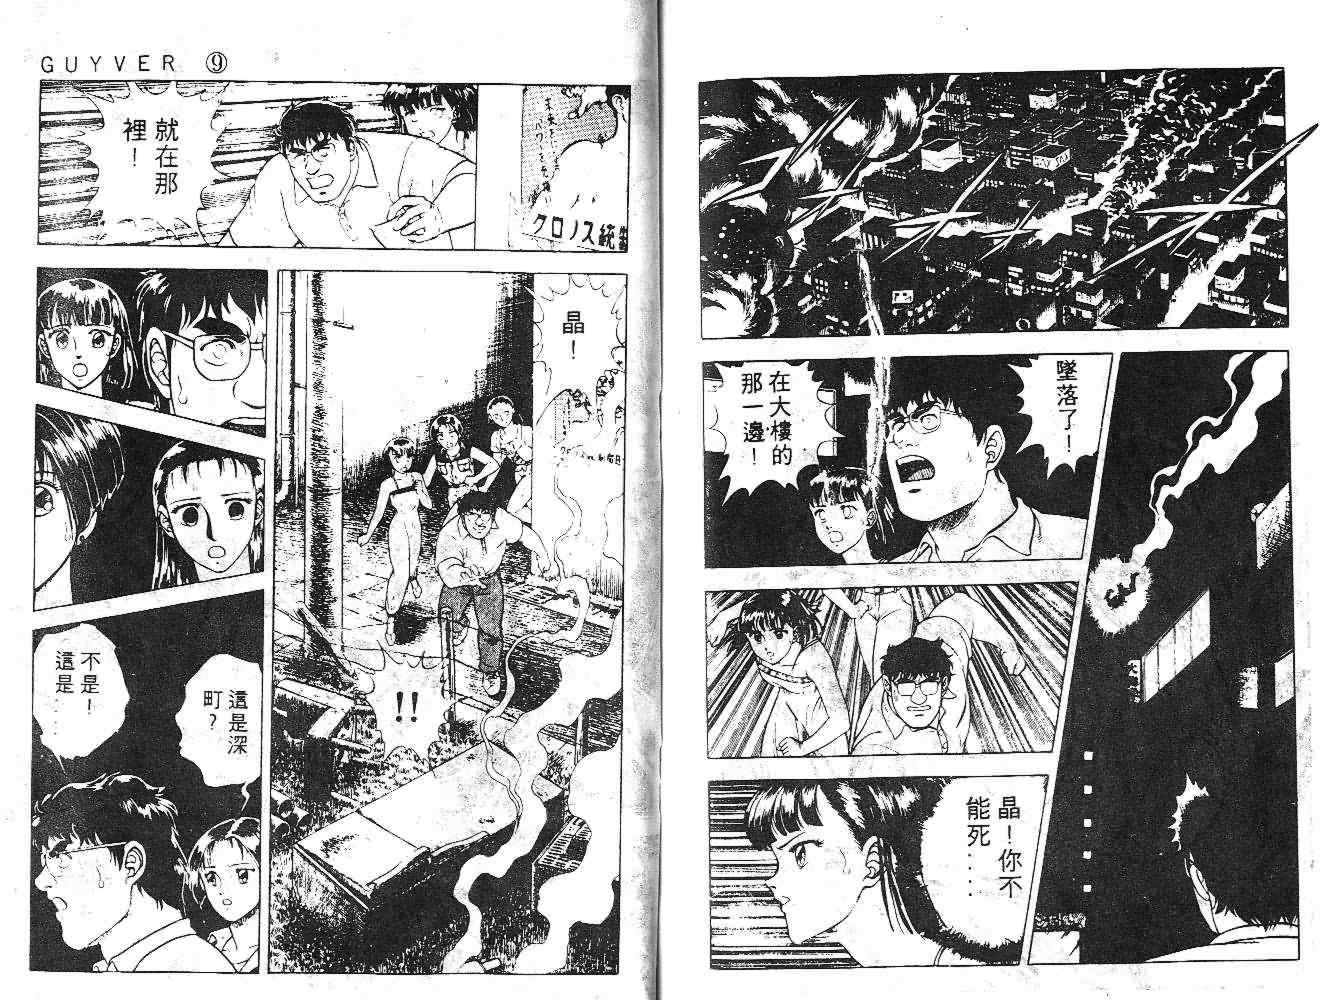 墜落了！
在大樓的
那一邊！
晶！你不
能死‥‥
GUYVER ⑨
クロノス統
就在那
裡！
晶！
!!
這是深
町？
不是！
這是‥‥